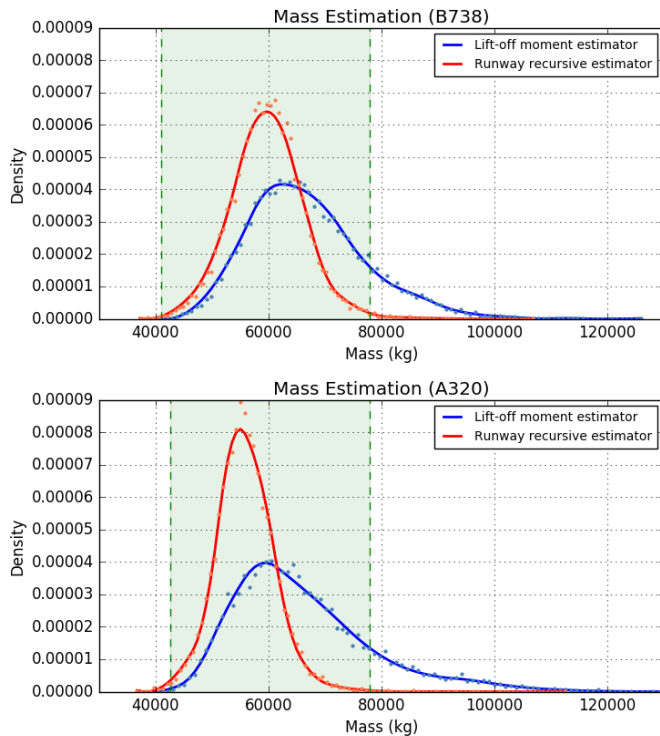 Mass Estimation (B738)
0.00009
0.00008
0.00007
0.00006
0.00005
0.00004
0.00003
0.00002
0.00001
0.00000
Density
Lift-off moment estimator
Runway recursive estimator
40000 60000 80000 100000 120000
Mass (kg)
Mass Estimation (A320)
0.00009
0.00008
0.00007
0.00006
0.00005
0.00004
0.00003
0.00002
0.00001
0.00000
Density
Lift-off moment estimator
Runway recursive estimator
40000 60000 80000 100000 120000
Mass (kg)